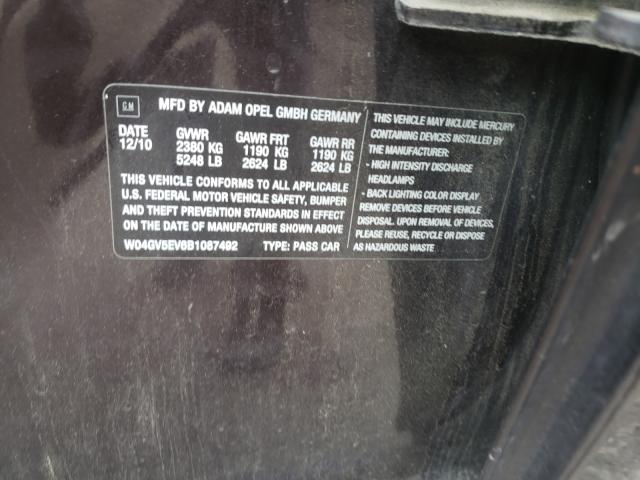 GM
MFD BY ADAM OPEL GMBH GERMANY
DATE GVWR GAWR FRT GAWR RR
12/10 2380 KG 1190 KG 1190 KG
5248 LB 2624 LB 2624 LB
THIS VEHICLE CONFORMS TO ALL APPLICABLE
U.S. FEDERAL MOTOR VEHICLE SAFETY, BUMPER
AND THEFT PREVENTION STANDARDS IN EFFECT
ON THE DATE OF MANUFACTURE SHOWN ABOVE
W04GV5EV6B1087492 TYPE: PASS CAR
THIS VEHICLE MAY INCLUDE MERCURY
CONTAINING DEVICES INSTALLED BY
THE MANUFACTURER:
- HIGH INTENSITY DISCHARGE
HEADLAMPS
- BACK LIGHTING COLOR DISPLAY
REMOVE DEVICES BEFORE VEHICLE
DISPOSAL. UPON REMOVAL OF DEVICES,
PLEASE REUSE, RECYCLE OR DISPOSE
AS HAZARDOUS WASTE.